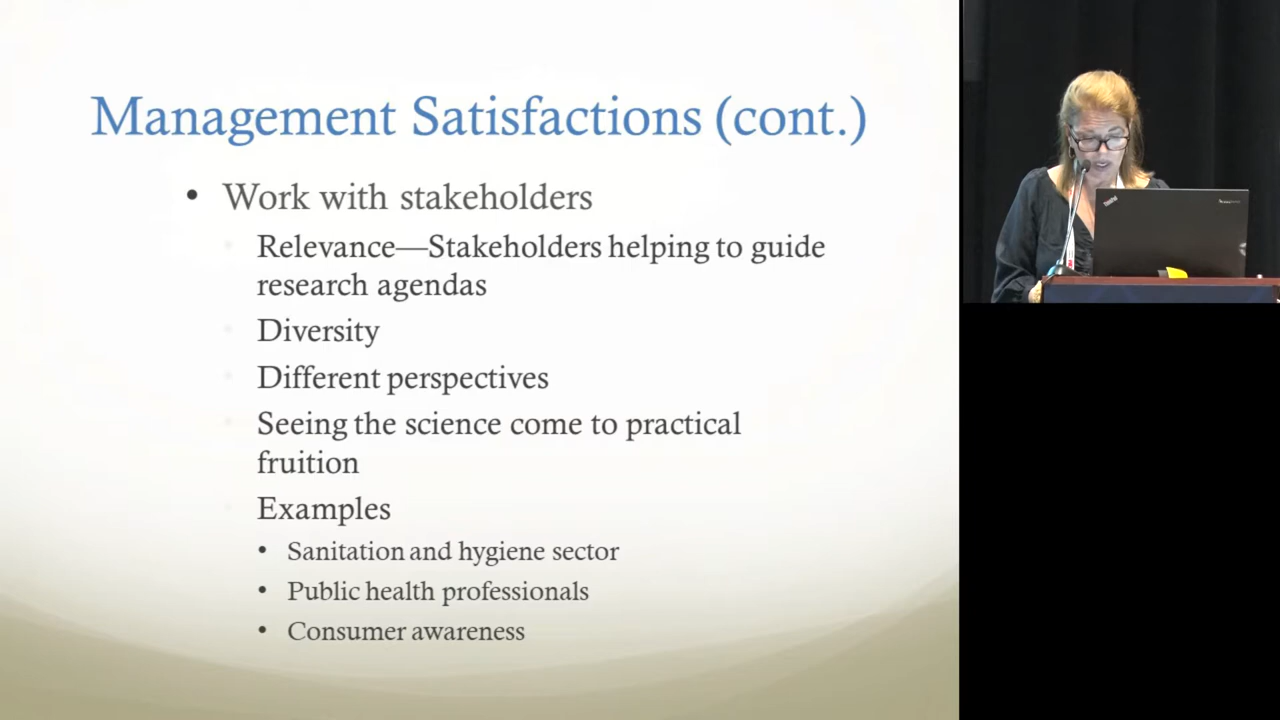 Management Satisfactions (cont.)
• Work with stakeholders
Relevance—Stakeholders helping to guide
research agendas
Diversity
Different perspectives
Seeing the science come to practical
fruition
Examples
• Sanitation and hygiene sector
• Public health professionals
• Consumer awareness
ThinkPad